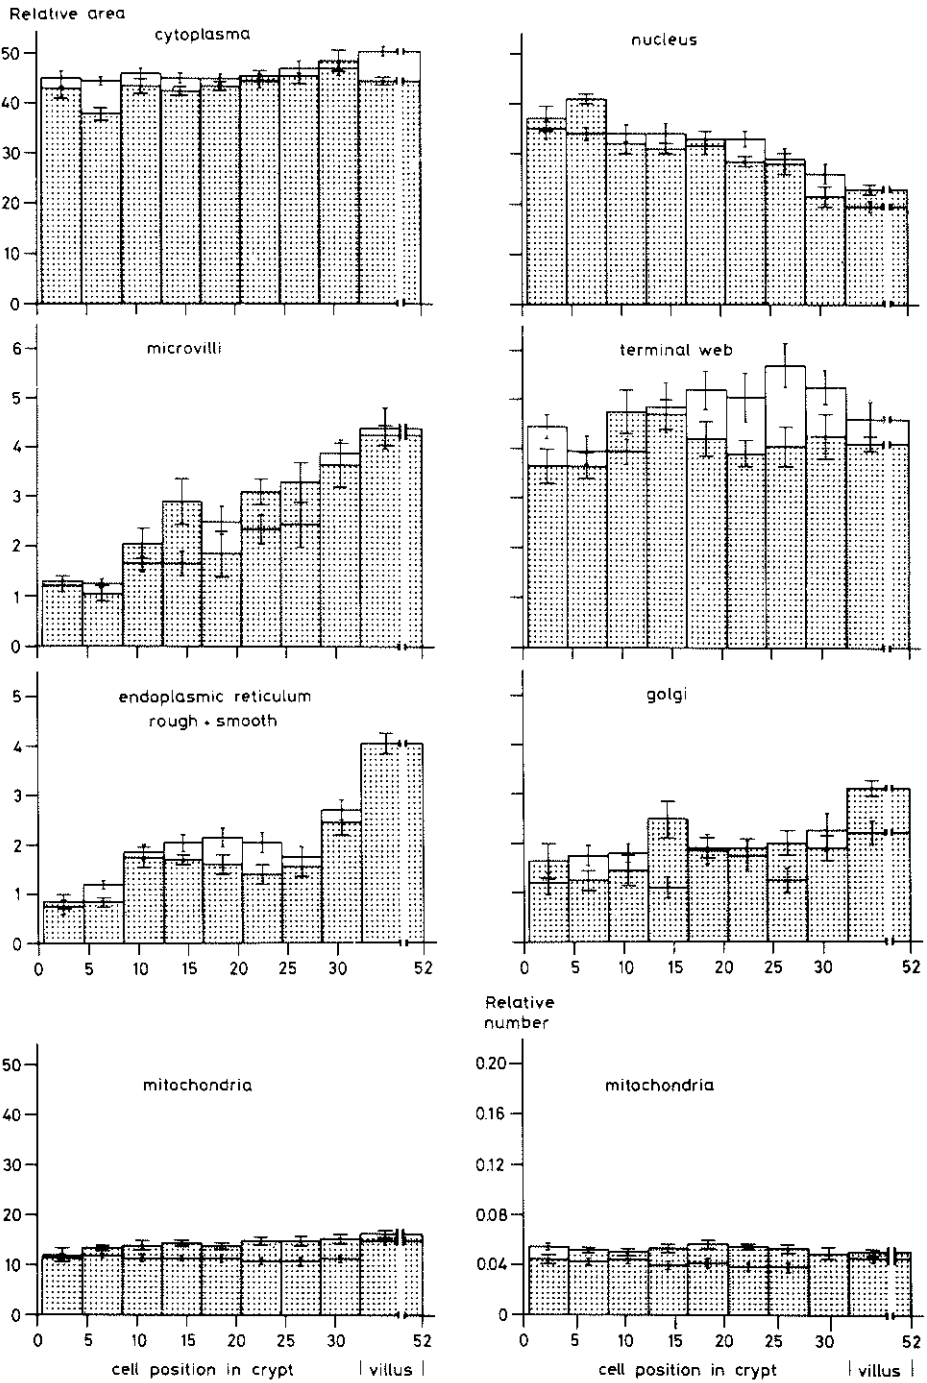 Relative area
cytoplasma
nucleus
50
40
30
20
10
0
microvilli
terminal web
6
5
4
3
2
1
0
endoplasmic reticulum
rough + smooth
golgi
5
4
3
2
1
0
0 5 10 15 20 25 30 52
0 5 10 15 20 25 30 52
Relative
number
mitochondria
mitochondria
50
40
30
20
10
0
0.20
0.16
0.12
0.08
0.04
0
0 5 10 15 20 25 30 52
0 5 10 15 20 25 30 52
cell position in crypt | villus |
cell position in crypt | villus |